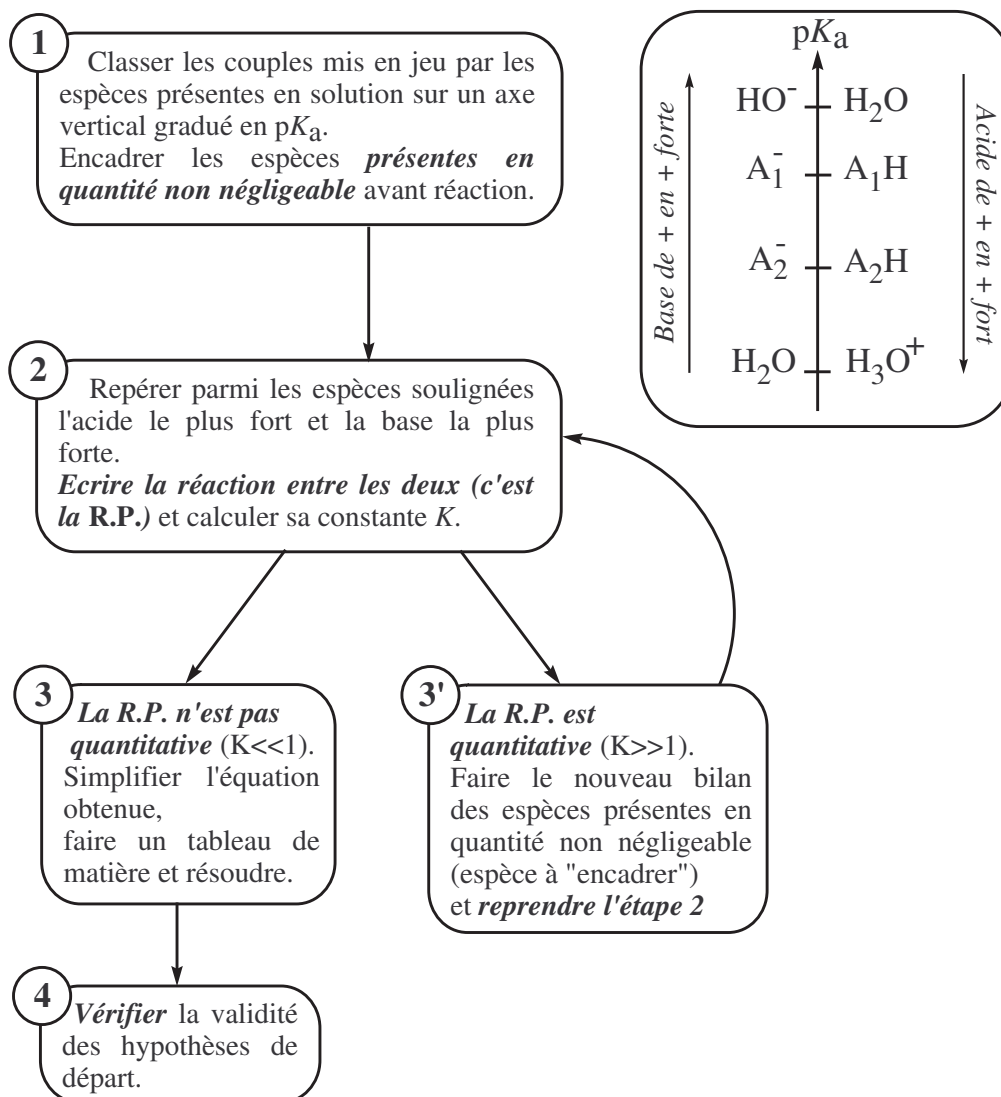 1
Classer les couples mis en jeu par les
espèces présentes en solution sur un axe
vertical gradué en pKa.
Encadrer les espèces présentes en
quantité non négligeable avant réaction.
pKa
HO⁻ H₂O
A₁⁻ A₁H
A₂⁻ A₂H
H₂O H₃O⁺
Base de + en + forte
Acide de + en + fort
2
Repérer parmi les espèces soulignées
l'acide le plus fort et la base la plus
forte.
Ecrire la réaction entre les deux (c'est
la R.P.) et calculer sa constante K.
3
La R.P. n'est pas
quantitative (K<<1).
Simplifier l'équation
obtenue,
faire un tableau de
matière et résoudre.
3'
La R.P. est
quantitative (K>>1).
Faire le nouveau bilan
des espèces présentes en
quantité non négligeable
(espèce à "encadrer")
et reprendre l'étape 2
4
Vérifier la validité
des hypothèses de
départ.